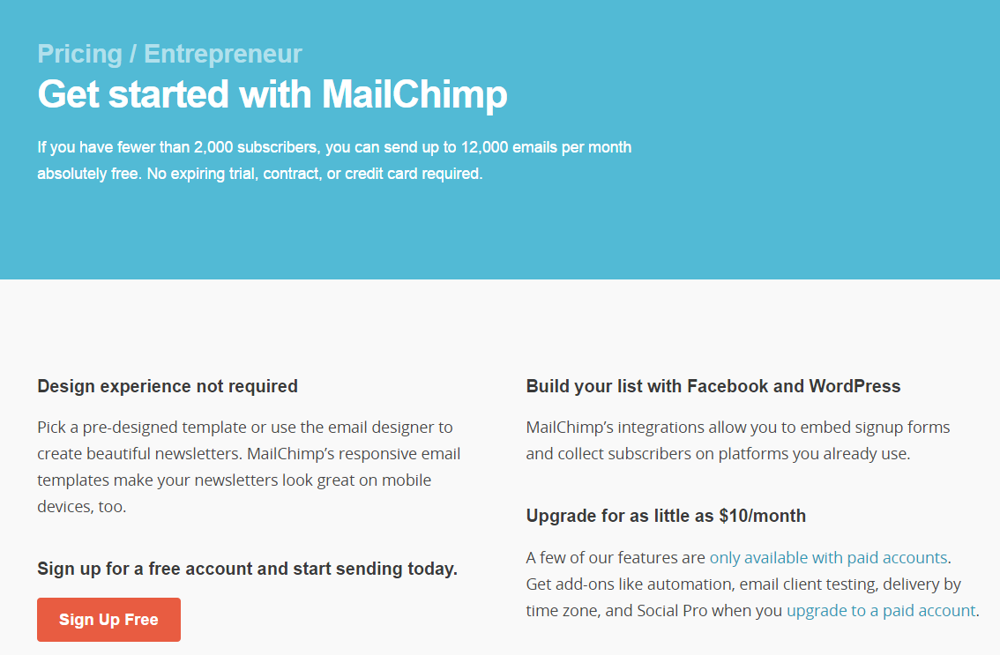 Pricing / Entrepreneur
Get started with MailChimp
If you have fewer than 2,000 subscribers, you can send up to 12,000 emails per month
absolutely free. No expiring trial, contract, or credit card required.
Design experience not required
Pick a pre-designed template or use the email designer to
create beautiful newsletters. MailChimp’s responsive email
templates make your newsletters look great on mobile
devices, too.
Sign up for a free account and start sending today.
Sign Up Free
Build your list with Facebook and WordPress
MailChimp’s integrations allow you to embed signup forms
and collect subscribers on platforms you already use.
Upgrade for as little as $10/month
A few of our features are only available with paid accounts.
Get add-ons like automation, email client testing, delivery by
time zone, and Social Pro when you upgrade to a paid account.